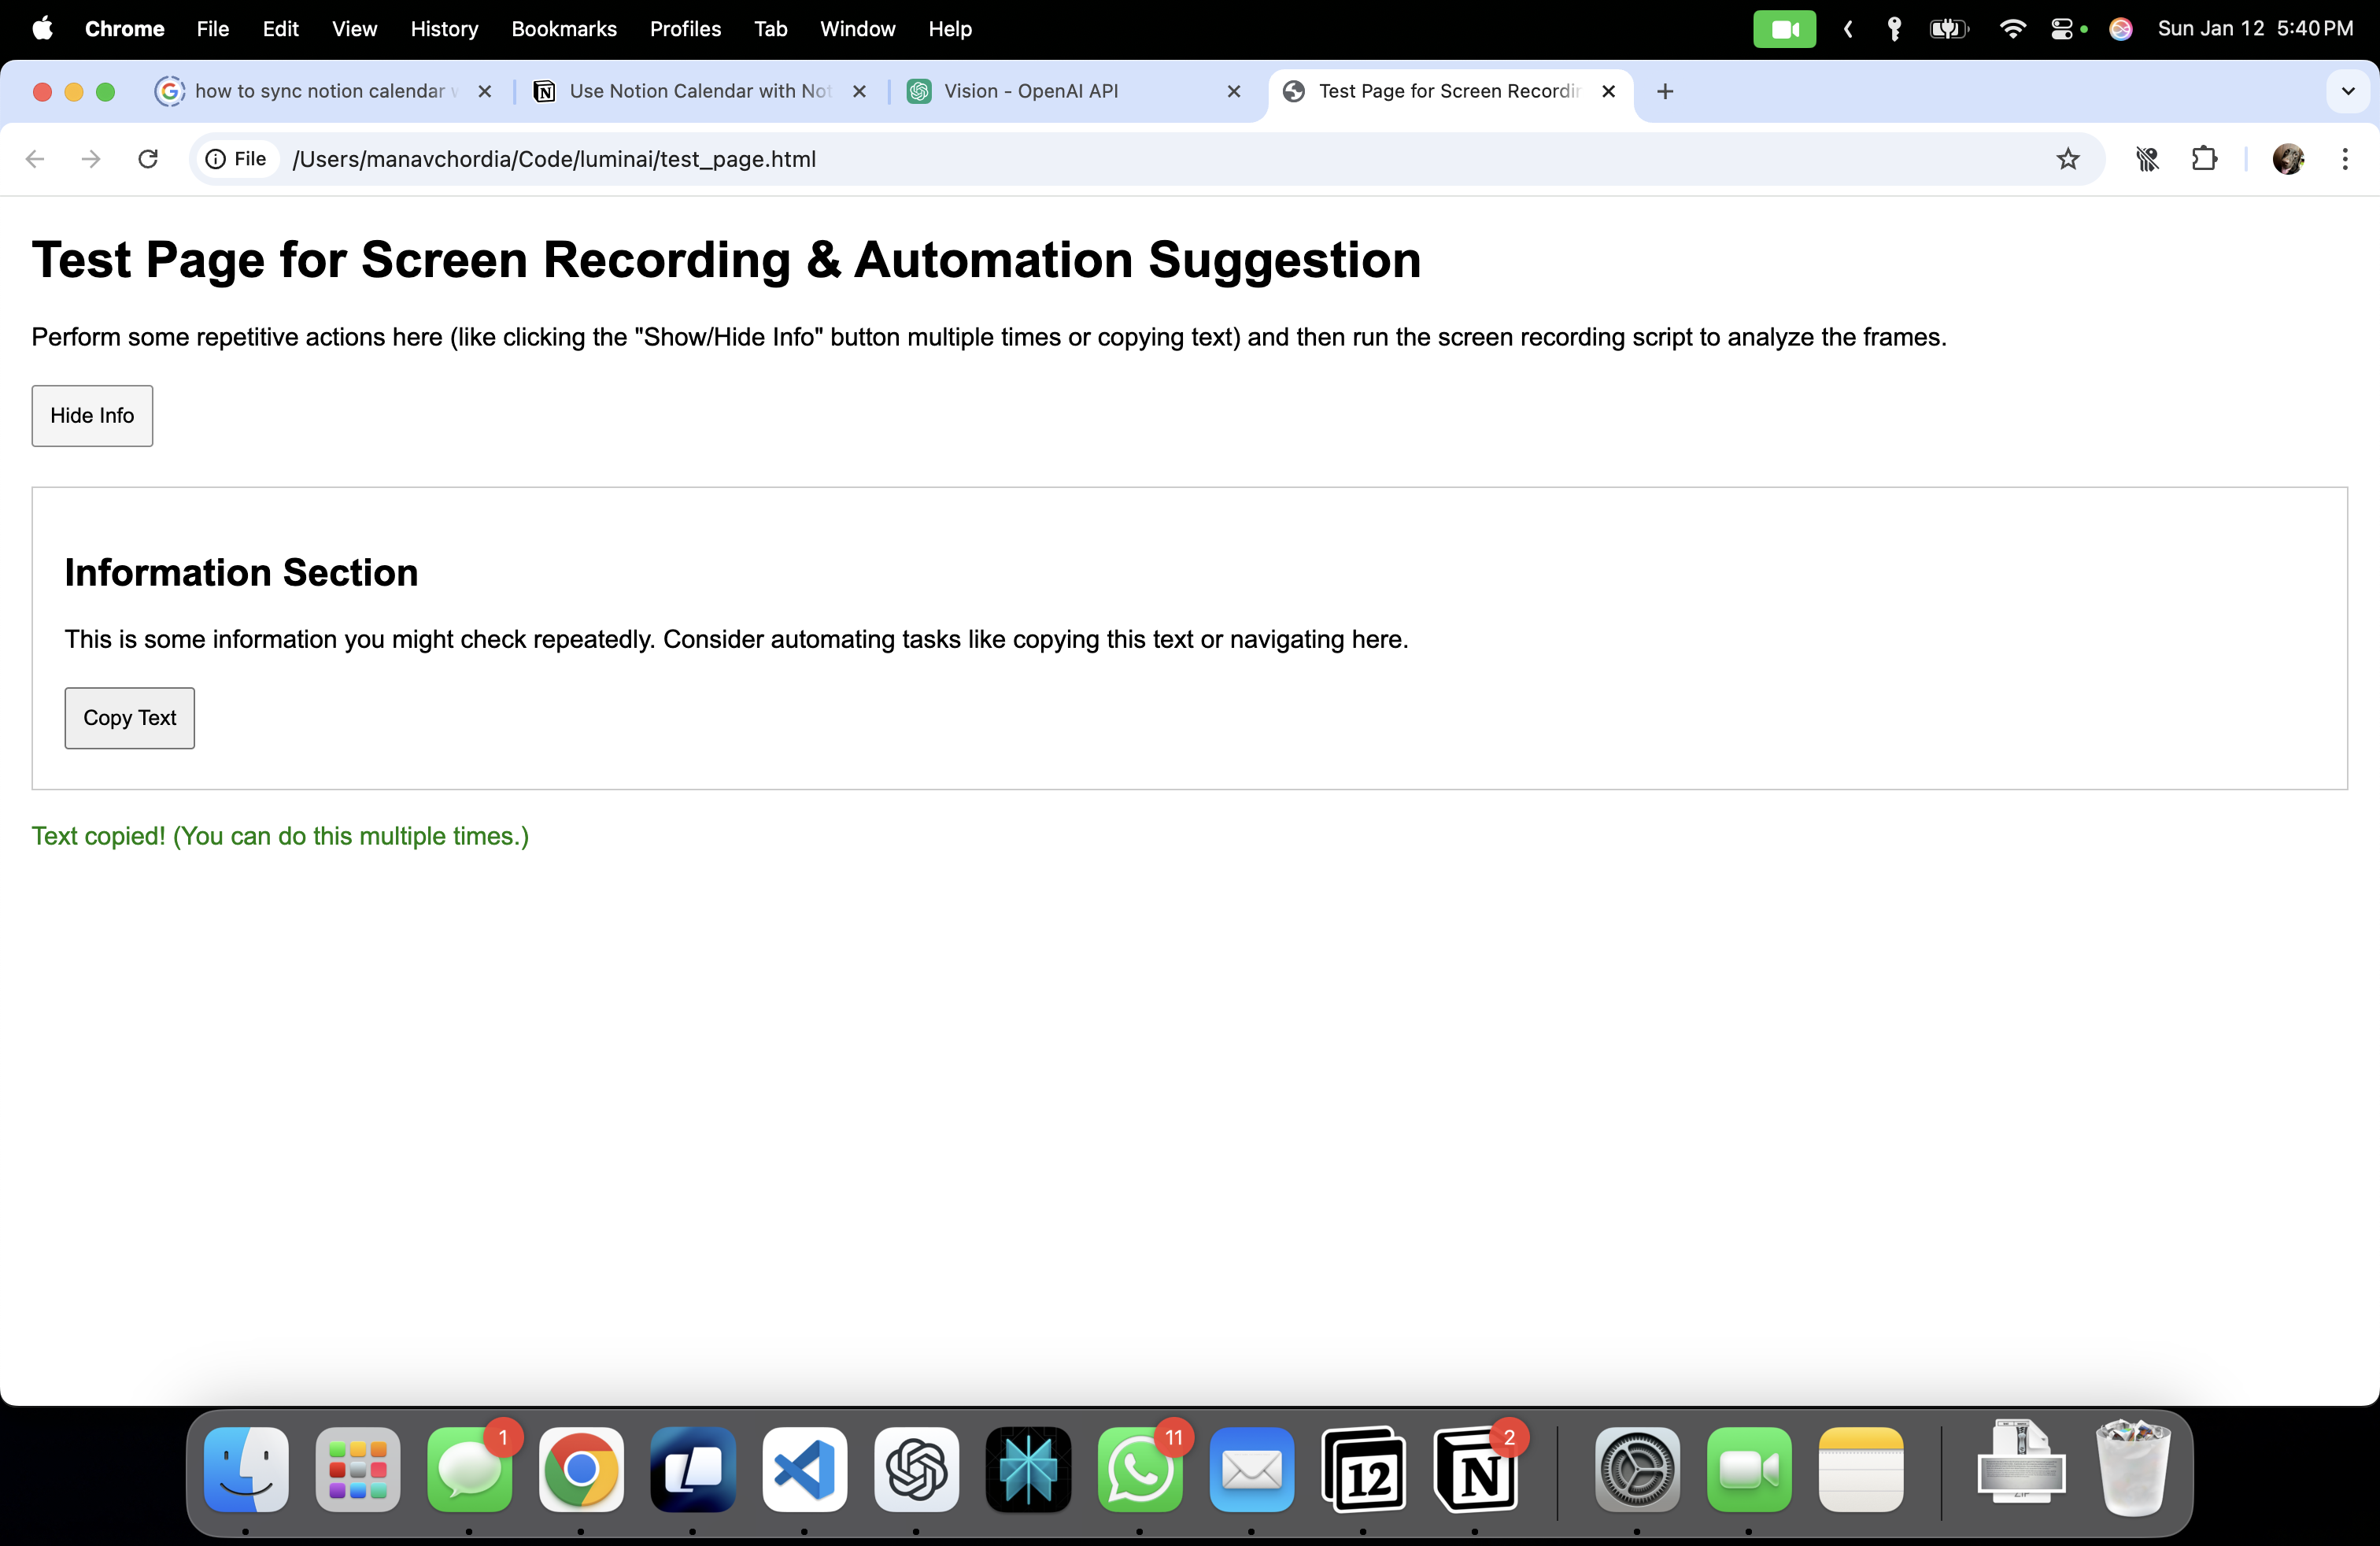 Chrome File Edit View History Bookmarks Profiles Tab Window Help Sun Jan 12 5:40 PM
how to sync notion calendar Use Notion Calendar with Not Vision - OpenAI API Test Page for Screen Recordin
File /Users/manavchordia/Code/luminai/test_page.html
Test Page for Screen Recording & Automation Suggestion
Perform some repetitive actions here (like clicking the "Show/Hide Info" button multiple times or copying text) and then run the screen recording script to analyze the frames.
Hide Info
Information Section
This is some information you might check repeatedly. Consider automating tasks like copying this text or navigating here.
Copy Text
Text copied! (You can do this multiple times.)
1 11 2
12 N
ZIP